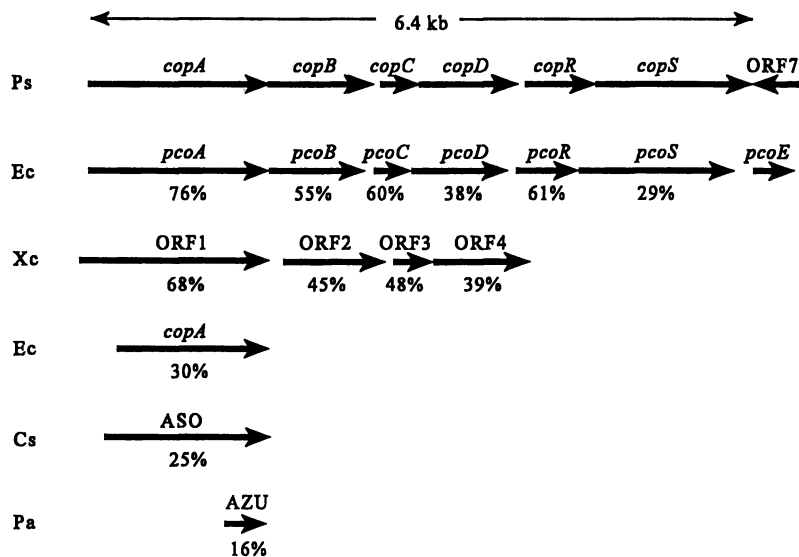 6.4 kb
Ps copA copB copC copD copR copS ORF7
Ec pcoA pcoB pcoC pcoD pcoR pcoS pcoE
76% 55% 60% 38% 61% 29%
Xc ORF1 ORF2 ORF3 ORF4
68% 45% 48% 39%
Ec copA
30%
Cs ASO
25%
Pa AZU
16%